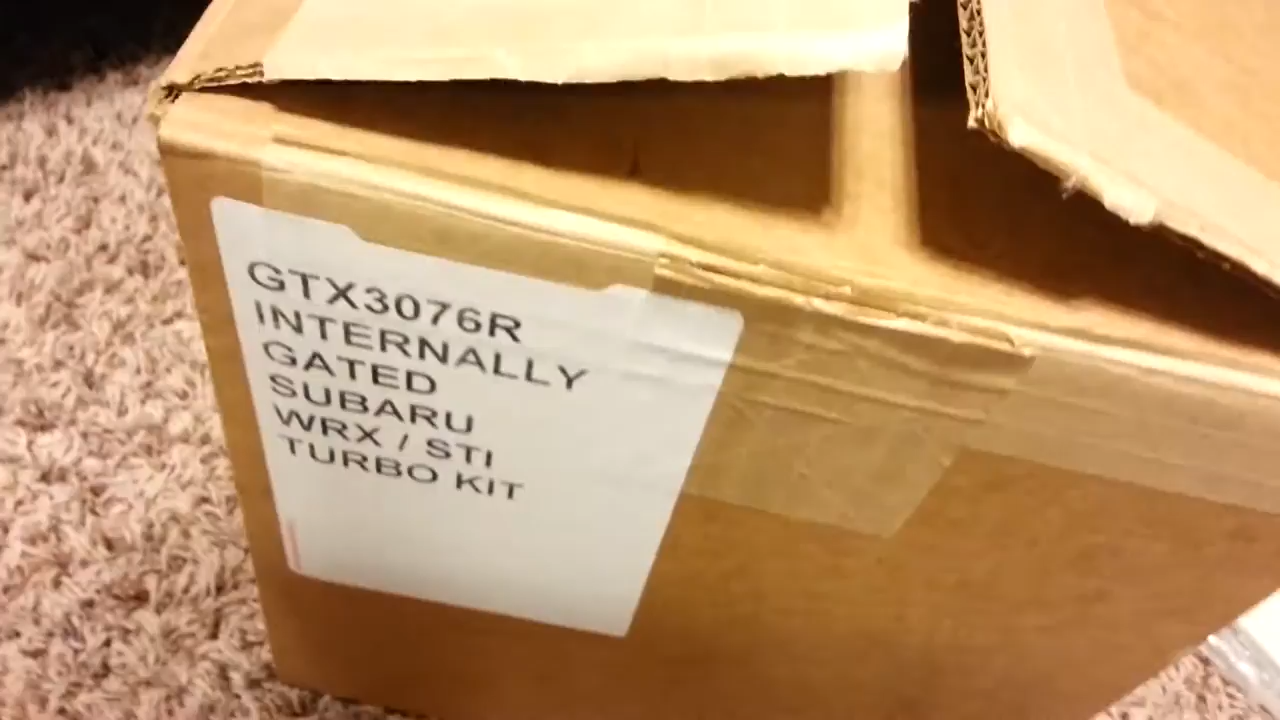 GTX3076R
INTERNALLY
GATED
SUBARU
WRX / STI
TURBO KIT